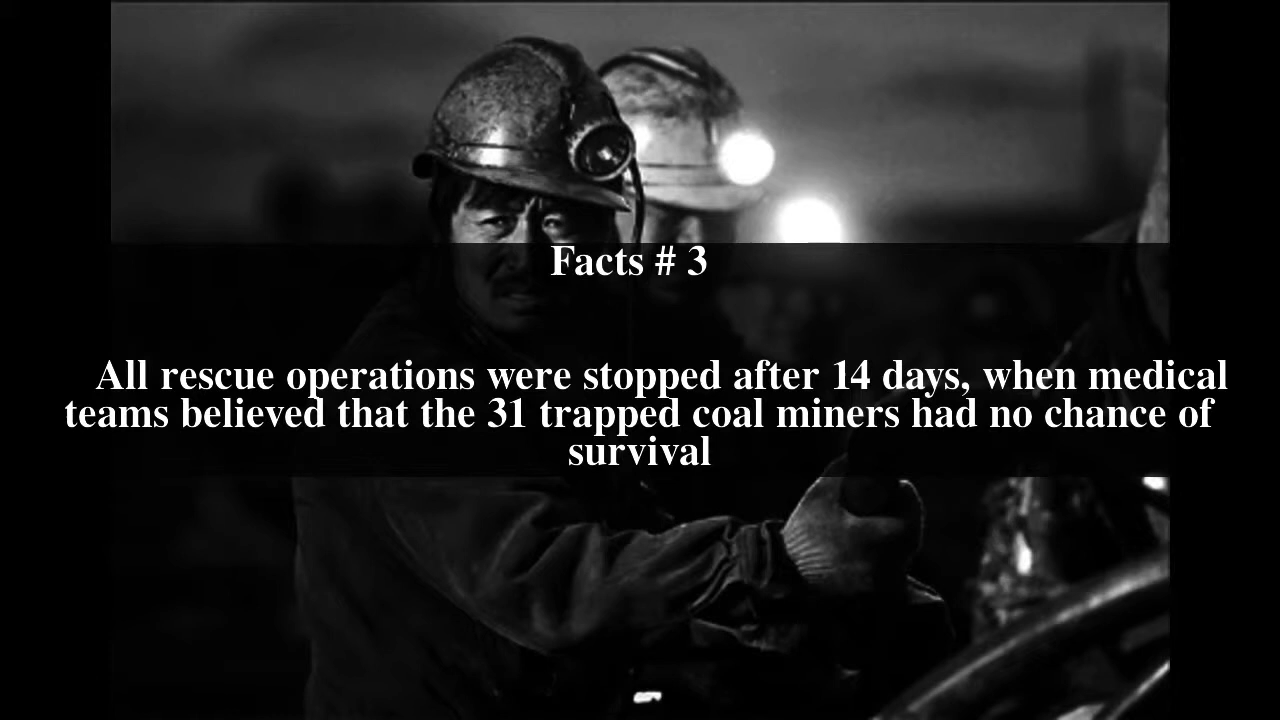 Facts # 3
All rescue operations were stopped after 14 days, when medical
teams believed that the 31 trapped coal miners had no chance of
survival